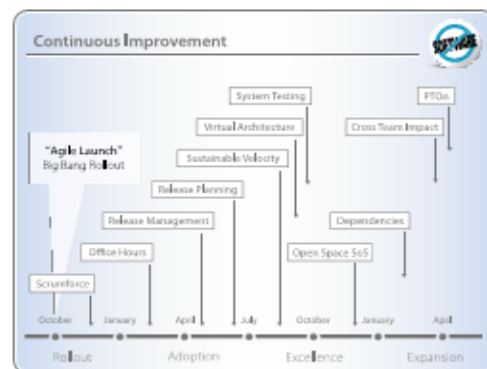 Continuous Improvement
SOFTWARE
System Testing
PTOn
Virtual Architecture
Cross Team Impact
"Agile Launch"
Big Bang Rollout
Sustainable Velocity
Release Planning
Release Management
Dependencies
Office Hours
Open Space SoS
Scrumforce
October January April July October January April
Rollout Adoption Excellence Expansion